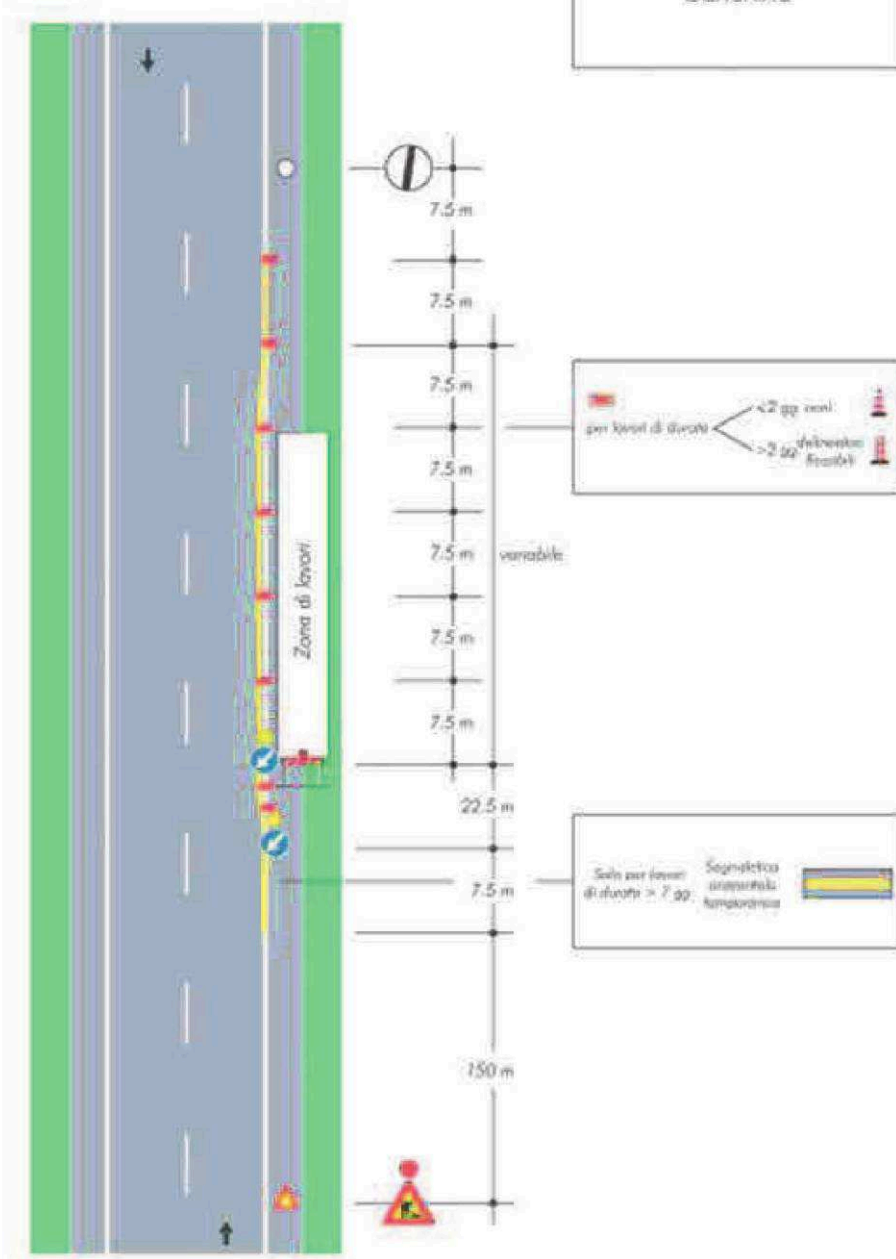 7.5 m
7.5 m
7.5 m
per lavori di durata
<2 gg coni
>2 gg delineatori
flessibili
7.5 m
7.5 m
variabile
Zona di lavori
7.5 m
7.5 m
22.5 m
Solo per lavori
di durata > 7 gg
Segnaletica
orizzontale
temporanea
7.5 m
150 m